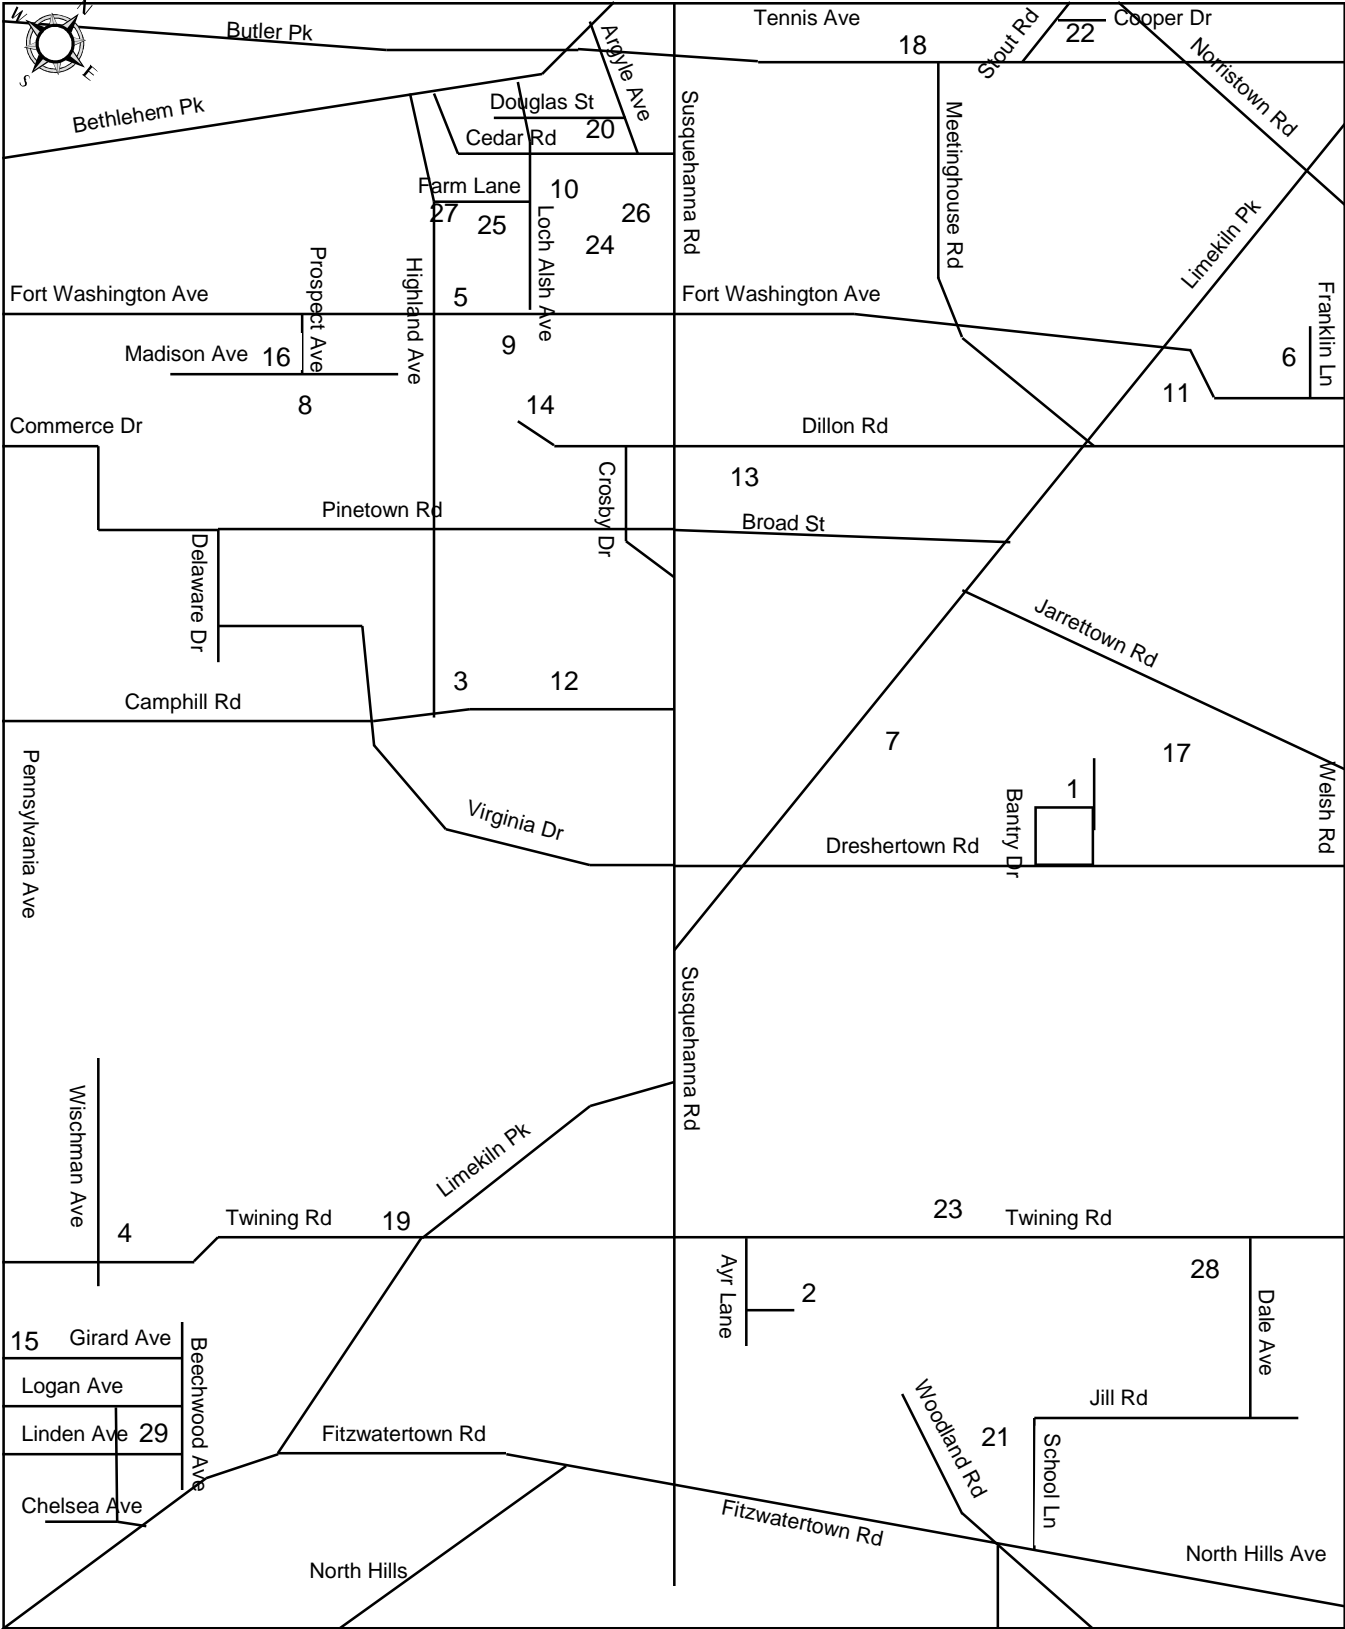 N
W
E
S
Butler Pk
Tennis Ave
Cooper Dr
22
Stout Rd
18
Argyle Ave
Norristown Rd
Bethlehem Pk
Douglas St
20
Cedar Rd
Susquehanna Rd
Meetinghouse Rd
Farm Lane
10
27
25
26
24
Loch Alsh Ave
Limekiln Pk
Prospect Ave
Highland Ave
Fort Washington Ave
5
Fort Washington Ave
Franklin Ln
Madison Ave
16
9
6
8
14
11
Commerce Dr
Dillon Rd
Crosby Dr
13
Pinetown Rd
Broad St
Delaware Dr
Jarrettown Rd
3
12
Camphill Rd
7
17
Pennsylvania Ave
1
Bantry Dr
Welsh Rd
Virginia Dr
Dreshertown Rd
Susquehanna Rd
Wischman Ave
Limekiln Pk
4
Twining Rd
19
23
Twining Rd
Ayr Lane
2
28
Dale Ave
15
Girard Ave
Beechwood Ave
Logan Ave
Woodland Rd
Jill Rd
Linden Ave
29
Fitzwatertown Rd
21
School Ln
Chelsea Ave
Fitzwatertown Rd
North Hills
North Hills Ave